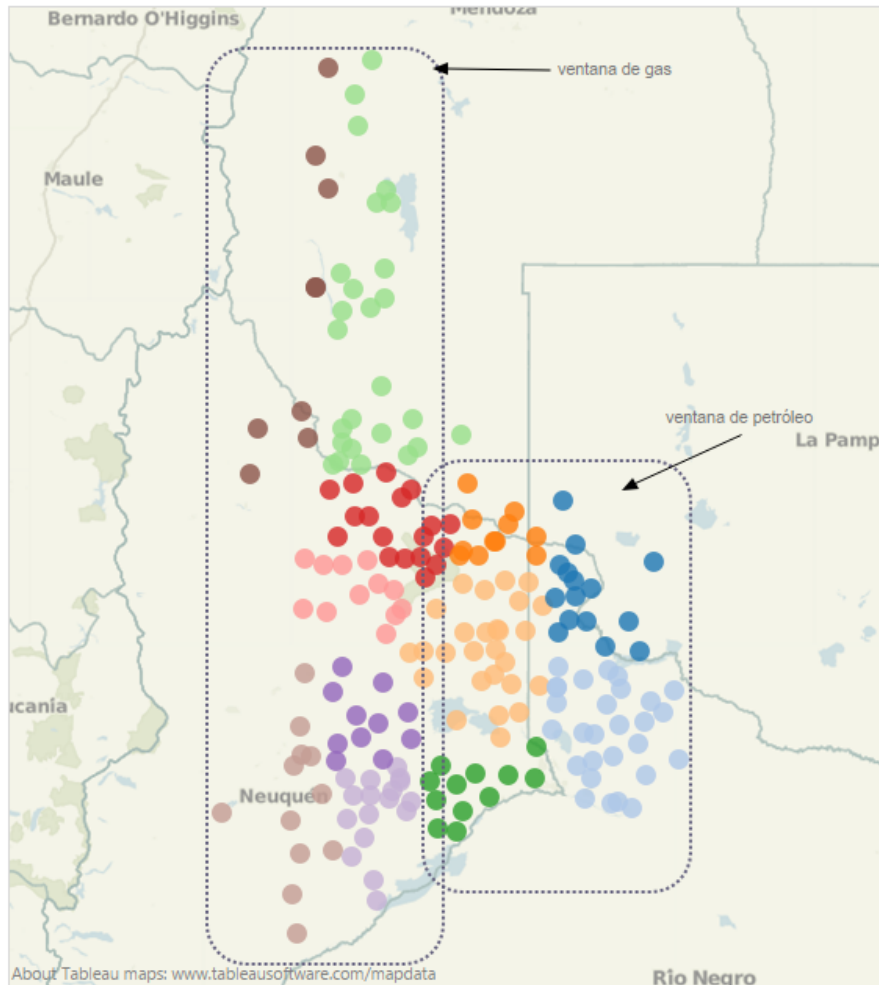 Bernardo O'Higgins
Mendoza
ventana de gas
Maule
ventana de petróleo
La Pamp
ucanía
Neuquén
About Tableau maps: www.tableausoftware.com/mapdata
Río Negro